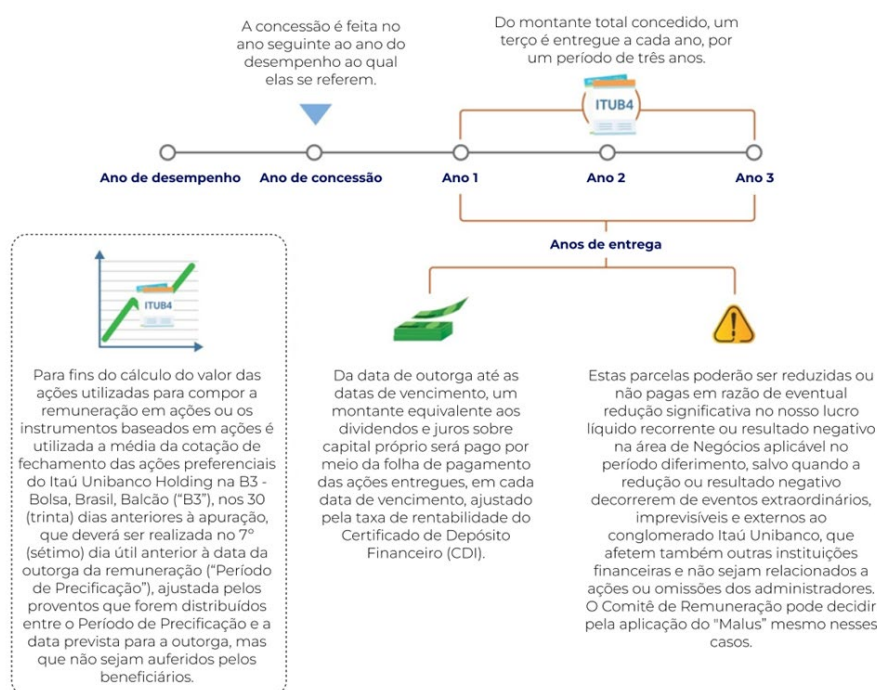 A concessão é feita no
ano seguinte ao ano do
desempenho ao qual
elas se referem.
Do montante total concedido, um
terço é entregue a cada ano, por
um período de três anos.
ITUB4
Ano de desempenho
Ano de concessão
Ano 1
Ano 2
Ano 3
Anos de entrega
ITUB4
Para fins do cálculo do valor das
ações utilizadas para compor a
remuneração em ações ou os
instrumentos baseados em ações é
utilizada a média da cotação de
fechamento das ações preferenciais
do Itaú Unibanco Holding na B3 -
Bolsa, Brasil, Balcão (“B3”), nos 30
(trinta) dias anteriores à apuração,
que deverá ser realizada no 7º
(sétimo) dia útil anterior à data da
outorga da remuneração (“Período
de Precificação”), ajustada pelos
proventos que forem distribuídos
entre o Período de Precificação e a
data prevista para a outorga, mas
que não sejam auferidos pelos
beneficiários.
Da data de outorga até as
datas de vencimento, um
montante equivalente aos
dividendos e juros sobre
capital próprio será pago por
meio da folha de pagamento
das ações entregues, em cada
data de vencimento, ajustado
pela taxa de rentabilidade do
Certificado de Depósito
Financeiro (CDI).
Estas parcelas poderão ser reduzidas ou
não pagas em razão de eventual
redução significativa no nosso lucro
líquido recorrente ou resultado negativo
na área de Negócios aplicável no
período diferimento, salvo quando a
redução ou resultado negativo
decorrerem de eventos extraordinários,
imprevisíveis e externos ao
conglomerado Itaú Unibanco, que
afetem também outras instituições
financeiras e não sejam relacionados a
ações ou omissões dos administradores.
O Comitê de Remuneração pode decidir
pela aplicação do "Malus” mesmo nesses
casos.